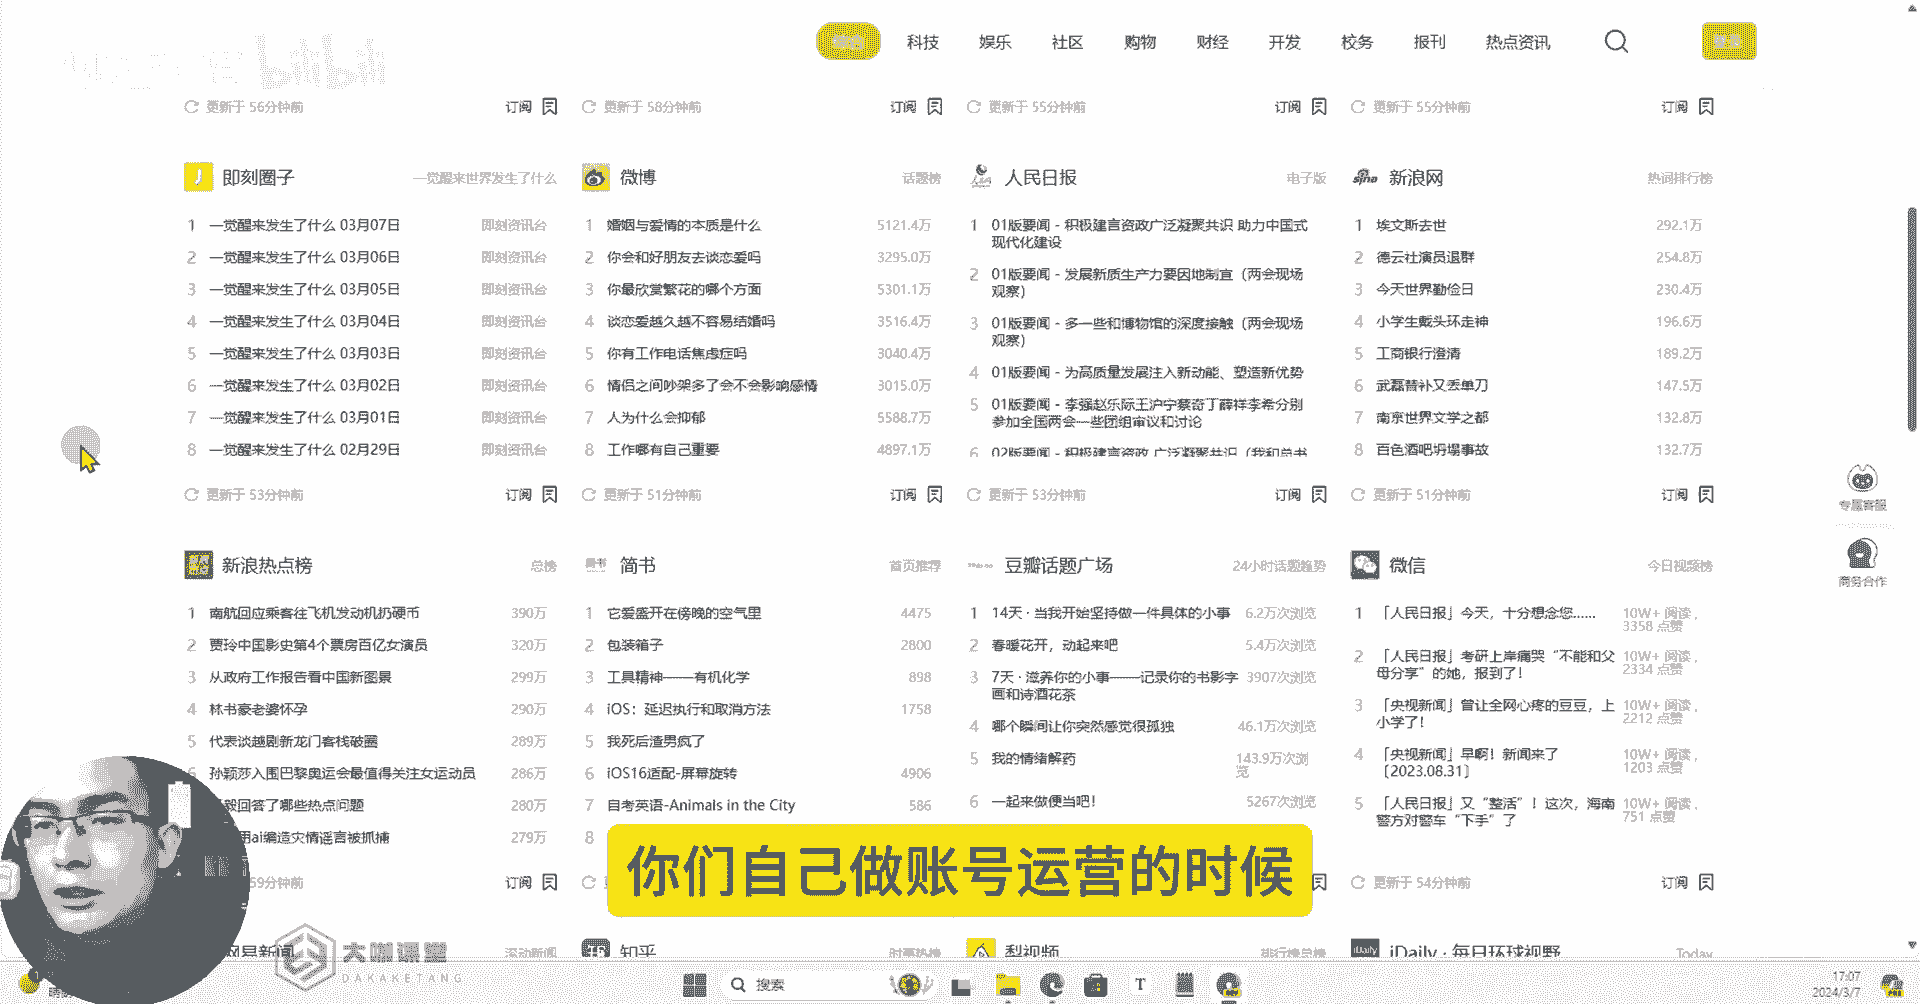 bilibili
科技 娱乐 社区 购物 财经 开发 校务 报刊 热点资讯
更新于 56分钟前 订阅
更新于 58分钟前 订阅
更新于 55分钟前 订阅
更新于 55分钟前 订阅
即刻圈子 一觉醒来世界发生了什么
1 一觉醒来发生了什么 03月07日 即刻资讯台
2 一觉醒来发生了什么 03月06日 即刻资讯台
3 一觉醒来发生了什么 03月05日 即刻资讯台
4 一觉醒来发生了什么 03月04日 即刻资讯台
5 一觉醒来发生了什么 03月03日 即刻资讯台
6 一觉醒来发生了什么 03月02日 即刻资讯台
7 一觉醒来发生了什么 03月01日 即刻资讯台
8 一觉醒来发生了什么 02月29日 即刻资讯台
更新于 53分钟前 订阅
微博 话题榜
1 婚姻与爱情的本质是什么 5121.4万
2 你会和好朋友去谈恋爱吗 3295.0万
3 你最欣赏繁花的哪个方面 5301.1万
4 谈恋爱越久越不容易结婚吗 3516.4万
5 你有工作电话焦虑症吗 3040.4万
6 情侣之间吵架多了会不会影响感情 3015.0万
7 人为什么会抑郁 5588.7万
8 工作哪有自己重要 4897.1万
更新于 51分钟前 订阅
人民日报 电子版
1 01版要闻 - 积极建言资政广泛凝聚共识 助力中国式
现代化建设
2 01版要闻 - 发展新质生产力要因地制宜（两会现场
观察）
3 01版要闻 - 多一些和博物馆的深度接触（两会现场
观察）
4 01版要闻 - 为高质量发展注入新动能、塑造新优势
5 01版要闻 - 李强赵乐际王沪宁蔡奇丁薛祥李希分别
参加全国两会一些团组审议和讨论
6 02版要闻 - 积极建言资政 广泛凝聚共识（我和总书
更新于 53分钟前 订阅
sina 新浪网 热词排行榜
1 埃文斯去世 292.1万
2 德云社演员退群 254.8万
3 今天世界勤俭日 230.4万
4 小学生戴头环走神 196.6万
5 工商银行澄清 189.2万
6 武磊替补又丢单刀 147.5万
7 南京世界文学之都 132.8万
8 百色酒吧坍塌事故 132.7万
更新于 51分钟前 订阅
专属客服
商务合作
新浪热点榜 总榜
1 南航回应乘客往飞机发动机扔硬币 390万
2 贾玲中国影史第4个票房百亿女演员 320万
3 从政府工作报告看中国新图景 299万
4 林书豪老婆怀孕 290万
5 代表谈越剧新龙门客栈破圈 289万
6 孙颖莎入围巴黎奥运会最值得关注女运动员 286万
毅回答了哪些热点问题 280万
用ai编造灾情谣言被抓捕 279万
59分钟前 订阅
简书 首页推荐
1 它爱盛开在傍晚的空气里 4475
2 包装箱子 2800
3 工具精神——有机化学 898
4 iOS：延迟执行和取消方法 1758
5 我死后渣男疯了
6 iOS16适配-屏幕旋转 4906
7 自考英语-Animals in the City 586
8
豆瓣话题广场 24小时话题趋势
1 14天 · 当我开始坚持做一件具体的小事 6.2万次浏览
2 春暖花开，动起来吧 5.4万次浏览
3 7天 · 滋养你的小事——记录你的书影字 3907次浏览
画和诗酒花茶
4 哪个瞬间让你突然感觉很孤独 46.1万次浏览
5 我的情绪解药 143.9万次浏
览
6 一起来做便当吧！ 5267次浏览
微信 今日视频榜
1 「人民日报」今天，十分想念您…… 10W+ 阅读，
3358 点赞
2 「人民日报」考研上岸痛哭“不能和父 10W+ 阅读，
母分享”的她，报到了！ 2334 点赞
3 「央视新闻」曾让全网心疼的豆豆，上 10W+ 阅读，
小学了！ 2212 点赞
4 「央视新闻」早啊！新闻来了 10W+ 阅读，
〔2023.08.31〕 1203 点赞
5 「人民日报」又“整活”！这次，海南 10W+ 阅读，
警方对警车“下手”了 751 点赞
更新于 54分钟前 订阅
你们自己做账号运营的时候
网易新闻 滚动新闻
知乎 时事热榜
梨视频 排行榜总榜
iDaily · 每日环球视野 Today
大咖课堂
DAKAKETANG
搜索
17:07
2024/3/7